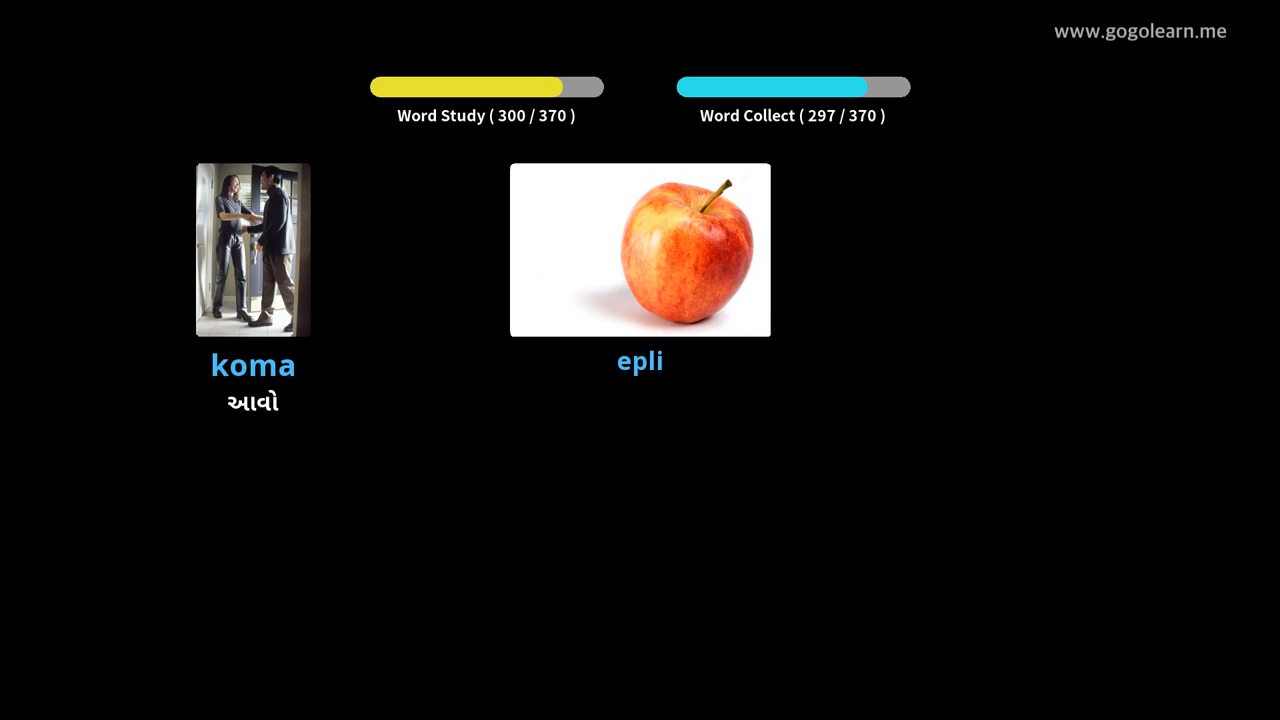 www.gogolearn.me
Word Study ( 300 / 370 )
Word Collect ( 297 / 370 )
koma
આવો
epli